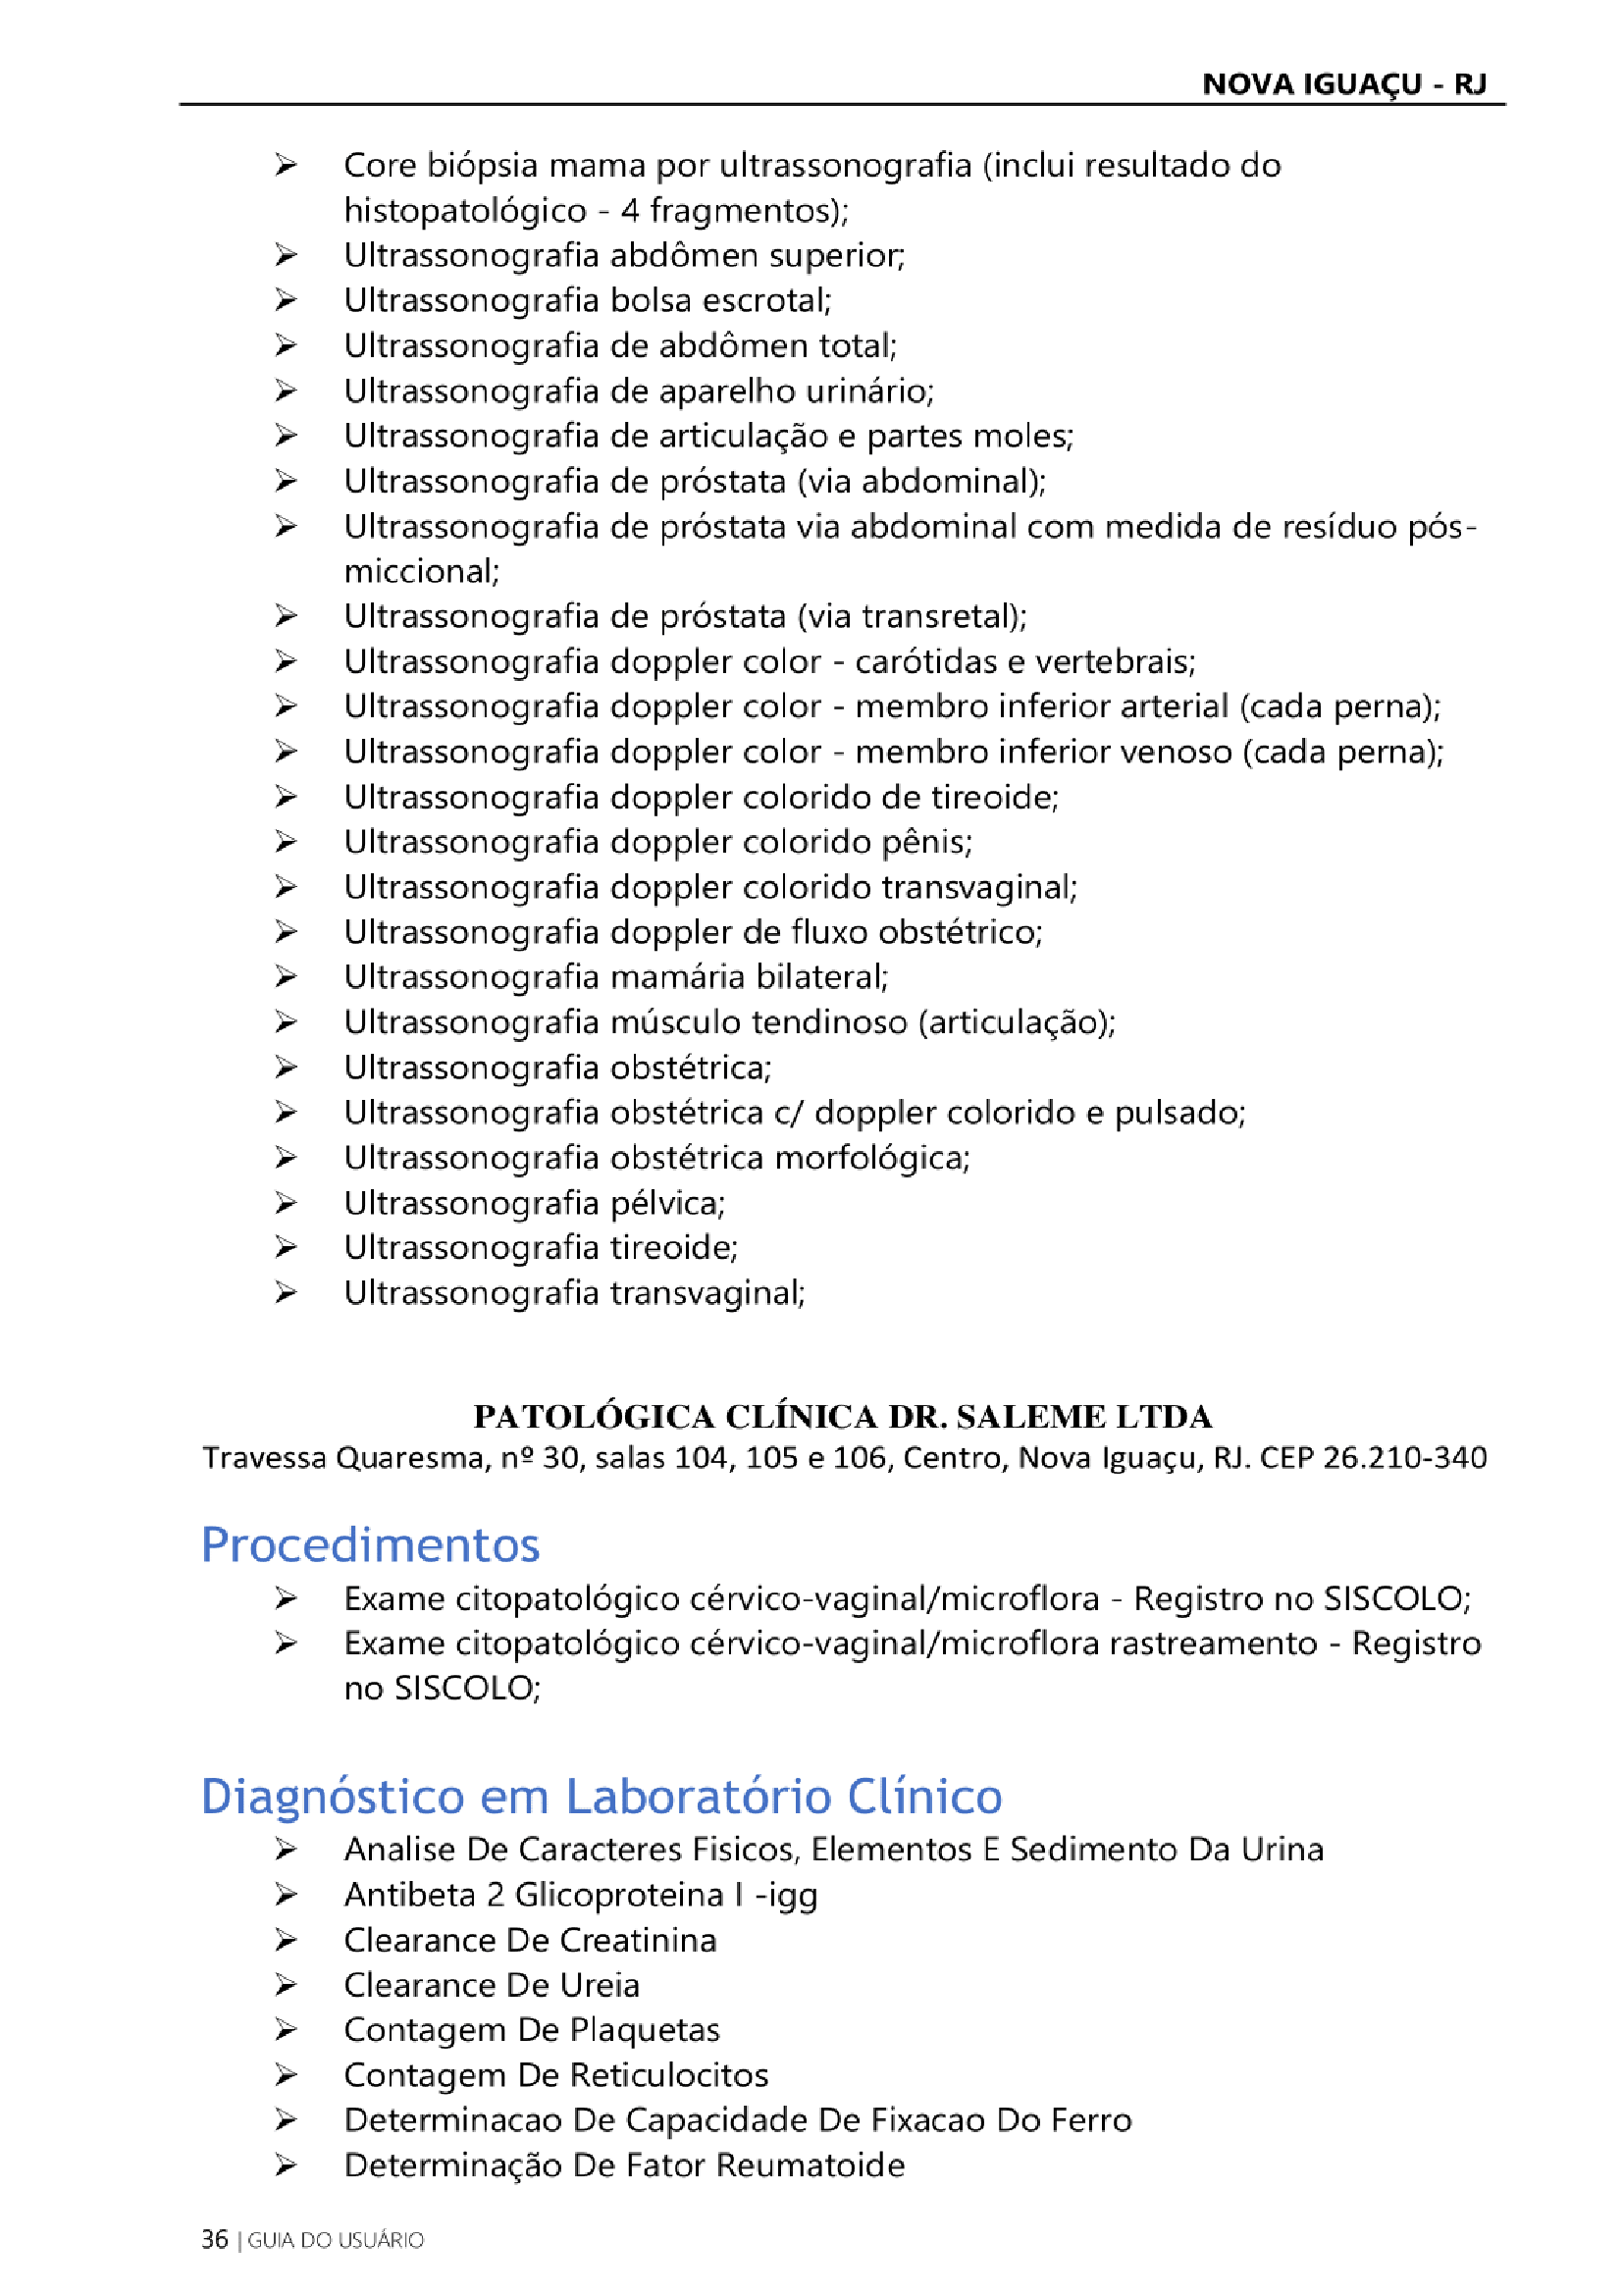 NOVA IGUAÇU - RJ
➢ Core biópsia mama por ultrassonografia (inclui resultado do
histopatológico - 4 fragmentos);
➢ Ultrassonografia abdômen superior;
➢ Ultrassonografia bolsa escrotal;
➢ Ultrassonografia de abdômen total;
➢ Ultrassonografia de aparelho urinário;
➢ Ultrassonografia de articulação e partes moles;
➢ Ultrassonografia de próstata (via abdominal);
➢ Ultrassonografia de próstata via abdominal com medida de resíduo pós-
miccional;
➢ Ultrassonografia de próstata (via transretal);
➢ Ultrassonografia doppler color - carótidas e vertebrais;
➢ Ultrassonografia doppler color - membro inferior arterial (cada perna);
➢ Ultrassonografia doppler color - membro inferior venoso (cada perna);
➢ Ultrassonografia doppler colorido de tireoide;
➢ Ultrassonografia doppler colorido pênis;
➢ Ultrassonografia doppler colorido transvaginal;
➢ Ultrassonografia doppler de fluxo obstétrico;
➢ Ultrassonografia mamária bilateral;
➢ Ultrassonografia músculo tendinoso (articulação);
➢ Ultrassonografia obstétrica;
➢ Ultrassonografia obstétrica c/ doppler colorido e pulsado;
➢ Ultrassonografia obstétrica morfológica;
➢ Ultrassonografia pélvica;
➢ Ultrassonografia tireoide;
➢ Ultrassonografia transvaginal;
PATOLÓGICA CLÍNICA DR. SALEME LTDA
Travessa Quaresma, nº 30, salas 104, 105 e 106, Centro, Nova Iguaçu, RJ. CEP 26.210-340
Procedimentos
➢ Exame citopatológico cérvico-vaginal/microflora - Registro no SISCOLO;
➢ Exame citopatológico cérvico-vaginal/microflora rastreamento - Registro
no SISCOLO;
Diagnóstico em Laboratório Clínico
➢ Analise De Caracteres Fisicos, Elementos E Sedimento Da Urina
➢ Antibeta 2 Glicoproteina I -igg
➢ Clearance De Creatinina
➢ Clearance De Ureia
➢ Contagem De Plaquetas
➢ Contagem De Reticulocitos
➢ Determinacao De Capacidade De Fixacao Do Ferro
➢ Determinação De Fator Reumatoide
36 | GUIA DO USUÁRIO